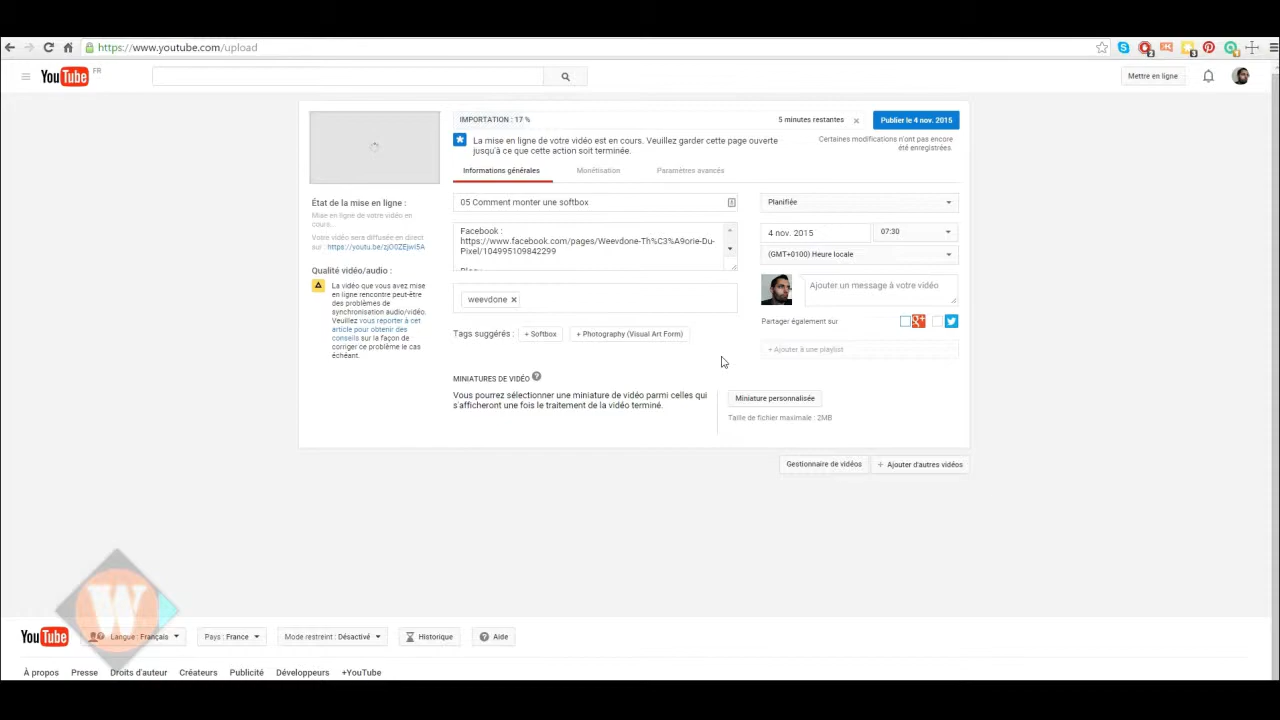 https://www.youtube.com/upload
You Tube FR
Mettre en ligne
IMPORTATION : 17 %
5 minutes restantes
Publier le 4 nov. 2015
La mise en ligne de votre vidéo est en cours. Veuillez garder cette page ouverte
jusqu'à ce que cette action soit terminée.
Certaines modifications n'ont pas encore
été enregistrées.
Informations générales
Monétisation
Paramètres avancés
État de la mise en ligne :
Mise en ligne de votre vidéo en
cours...
Votre vidéo sera diffusée en direct
sur : https://youtu.be/zjO0ZEjwi5A
Qualité vidéo/audio :
La vidéo que vous avez mise
en ligne rencontre peut-être
des problèmes de
synchronisation audio/vidéo.
Veuillez vous reporter à cet
article pour obtenir des
conseils sur la façon de
corriger ce problème le cas
échéant.
05 Comment monter une softbox
Facebook :
https://www.facebook.com/pages/Weevdone-Th%C3%A9orie-Du-
Pixel/104995109842299
weevdone
Tags suggérés :
+ Softbox
+ Photography (Visual Art Form)
Planifiée
4 nov. 2015
07:30
(GMT+0100) Heure locale
Ajouter un message à votre vidéo
Partager également sur
+ Ajouter à une playlist
MINIATURES DE VIDÉO
Vous pourrez sélectionner une miniature de vidéo parmi celles qui
s'afficheront une fois le traitement de la vidéo terminé.
Miniature personnalisée
Taille de fichier maximale : 2MB
Gestionnaire de vidéos
+ Ajouter d'autres vidéos
W
You Tube
Langue : Français
Pays : France
Mode restreint : Désactivé
Historique
Aide
À propos
Presse
Droits d'auteur
Créateurs
Publicité
Développeurs
+YouTube